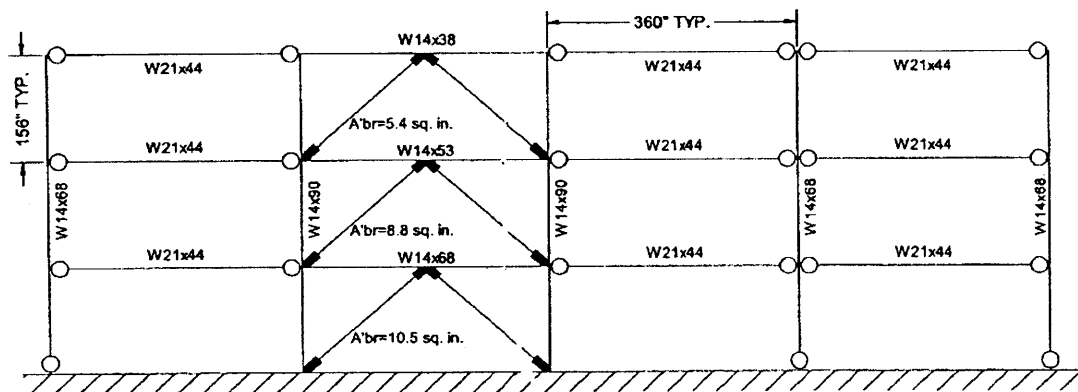 360" TYP.
W14x38
W21x44
W21x44
W21x44
156" TYP.
A'br=5.4 sq. in.
W21x44
W14x53
W21x44
W21x44
W14x68
W14x90
A'br=8.8 sq. in.
W14x90
W14x68
W14x68
W21x44
W14x68
W21x44
W21x44
A'br=10.5 sq. in.